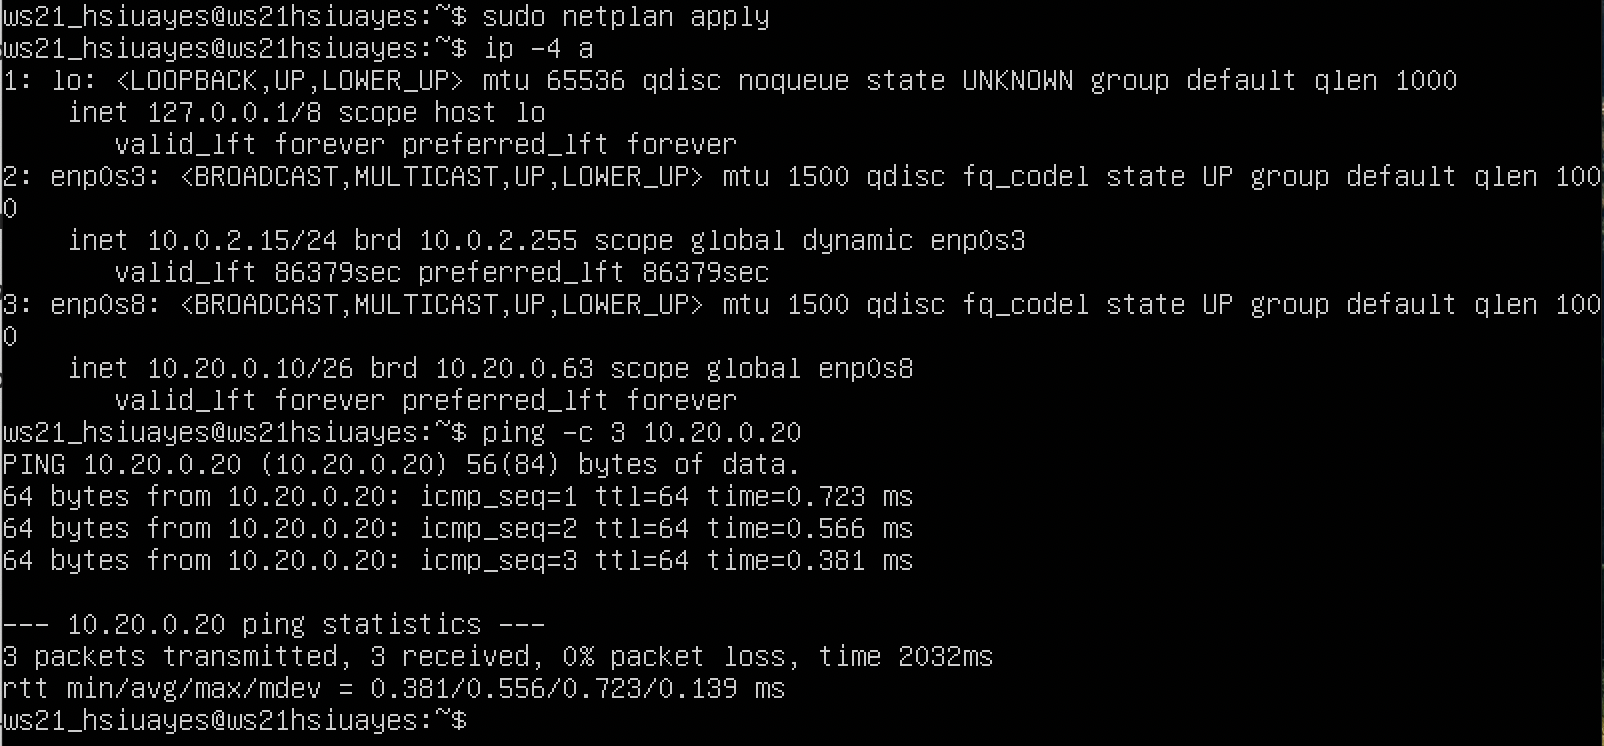 ws21_hsiuayes@ws21hsiuayes:~$ sudo netplan apply
ws21_hsiuayes@ws21hsiuayes:~$ ip -4 a
1: lo: <LOOPBACK,UP,LOWER_UP> mtu 65536 qdisc noqueue state UNKNOWN group default qlen 1000
    inet 127.0.0.1/8 scope host lo
       valid_lft forever preferred_lft forever
2: enp0s3: <BROADCAST,MULTICAST,UP,LOWER_UP> mtu 1500 qdisc fq_codel state UP group default qlen 100
0
    inet 10.0.2.15/24 brd 10.0.2.255 scope global dynamic enp0s3
       valid_lft 86379sec preferred_lft 86379sec
3: enp0s8: <BROADCAST,MULTICAST,UP,LOWER_UP> mtu 1500 qdisc fq_codel state UP group default qlen 100
0
    inet 10.20.0.10/26 brd 10.20.0.63 scope global enp0s8
       valid_lft forever preferred_lft forever
ws21_hsiuayes@ws21hsiuayes:~$ ping -c 3 10.20.0.20
PING 10.20.0.20 (10.20.0.20) 56(84) bytes of data.
64 bytes from 10.20.0.20: icmp_seq=1 ttl=64 time=0.723 ms
64 bytes from 10.20.0.20: icmp_seq=2 ttl=64 time=0.566 ms
64 bytes from 10.20.0.20: icmp_seq=3 ttl=64 time=0.381 ms

--- 10.20.0.20 ping statistics ---
3 packets transmitted, 3 received, 0% packet loss, time 2032ms
rtt min/avg/max/mdev = 0.381/0.556/0.723/0.139 ms
ws21_hsiuayes@ws21hsiuayes:~$